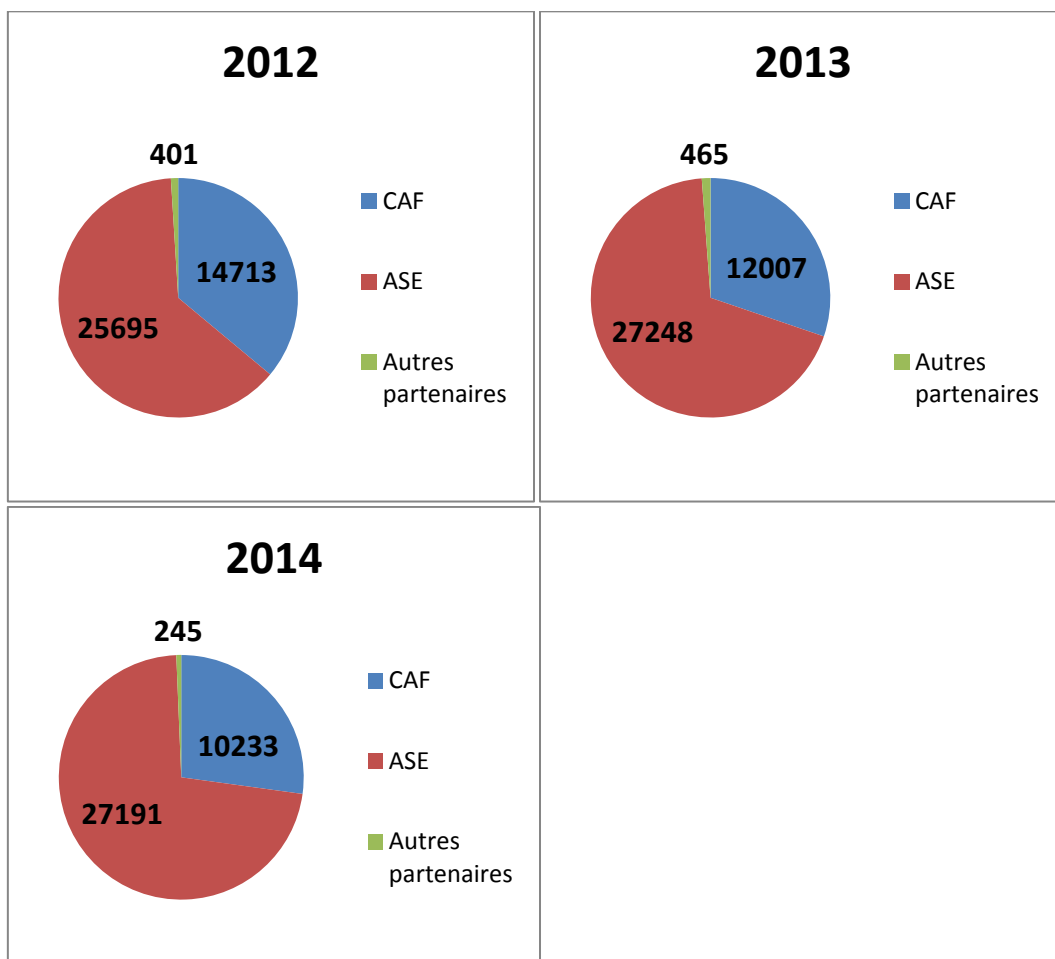 2012
401
14713
25695
CAF
ASE
Autres
partenaires
2013
465
12007
27248
CAF
ASE
Autres
partenaires
2014
245
10233
27191
CAF
ASE
Autres
partenaires